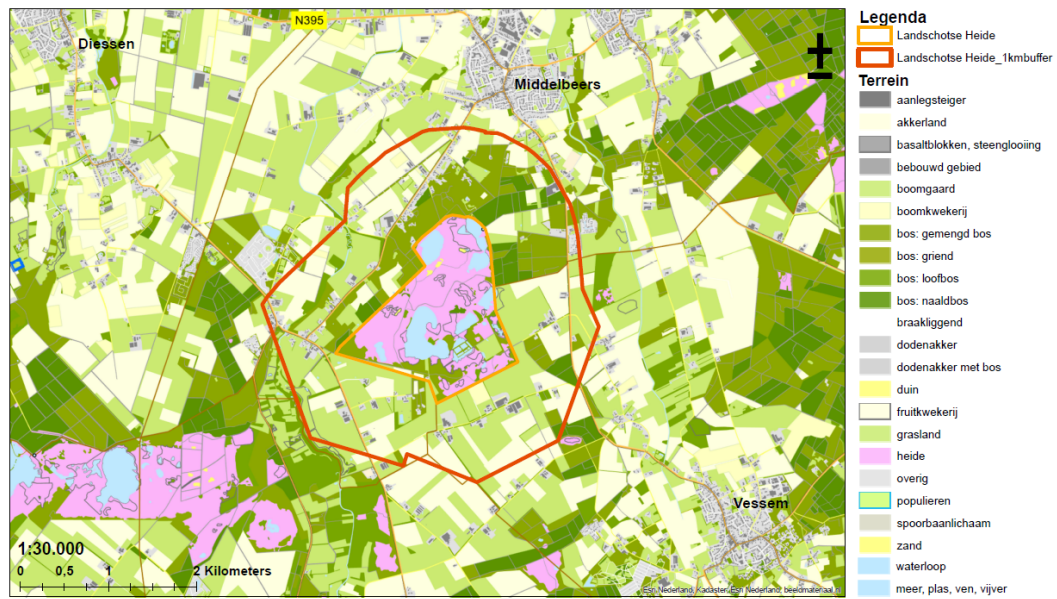 N395
Diessen
Middelbeers
Vessem
1:30.000
0 0,5 1 2 Kilometers
Esri Nederland, Kadaster, Esri Nederland, beeldmateriaal.nl
Legenda
Landschotse Heide
Landschotse Heide_1kmbuffer
Terrein
aanlegsteiger
akkerland
basaltblokken, steenglooiing
bebouwd gebied
boomgaard
boomkwekerij
bos: gemengd bos
bos: griend
bos: loofbos
bos: naaldbos
braakliggend
dodenakker
dodenakker met bos
duin
fruitkwekerij
grasland
heide
overig
populieren
spoorbaanlichaam
zand
waterloop
meer, plas, ven, vijver